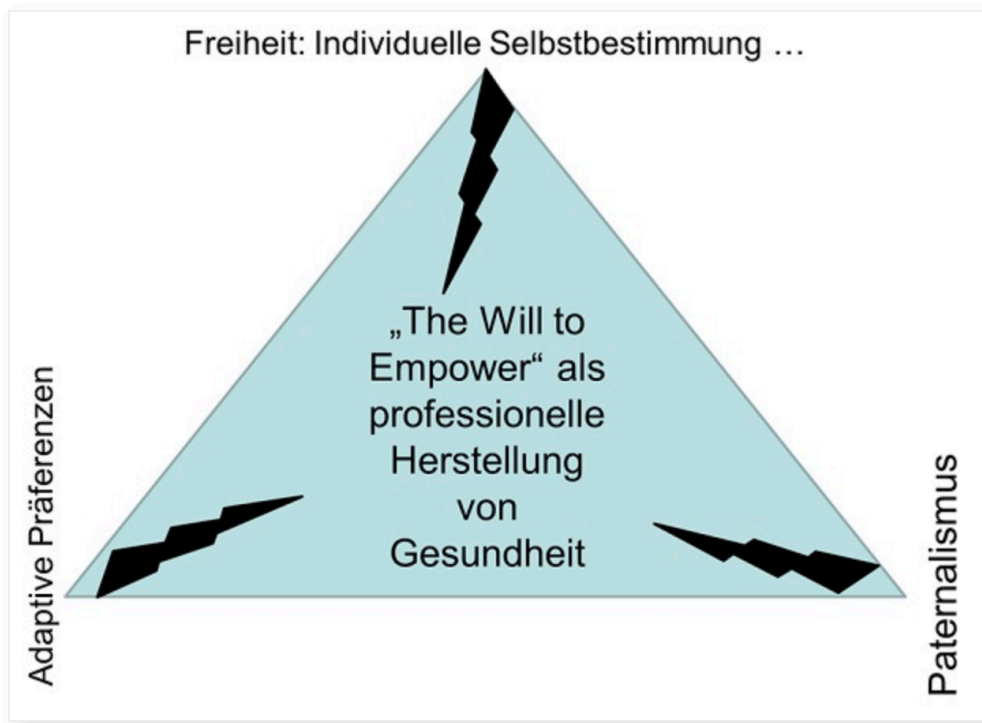 Freiheit: Individuelle Selbstbestimmung …
„The Will to
Empower“ als
professionelle
Herstellung
von
Gesundheit
Adaptive Präferenzen
Paternalismus